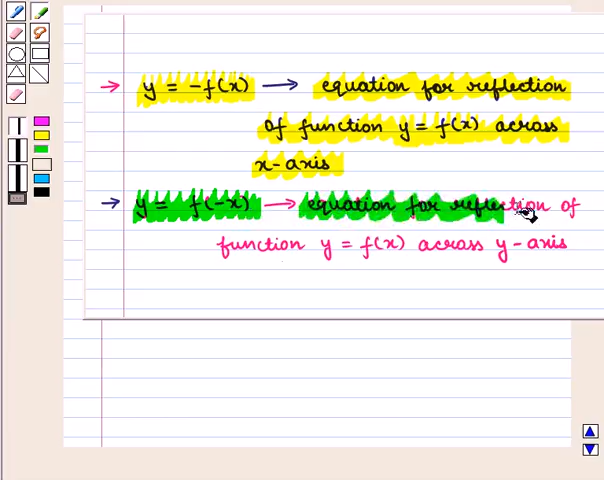 → y = -f(x) → equation for reflection
of function y = f(x) across
x-axis
→ y = f(-x) → equation for reflection of
function y = f(x) across y-axis